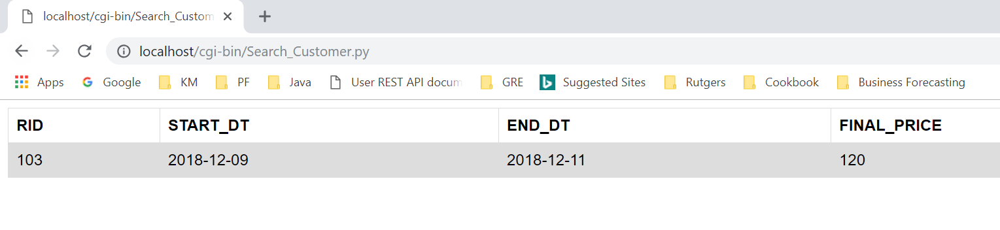 localhost/cgi-bin/Search_Custom
localhost/cgi-bin/Search_Customer.py
Apps Google KM PF Java User REST API docum GRE Suggested Sites Rutgers Cookbook Business Forecasting
RID START_DT END_DT FINAL_PRICE
103 2018-12-09 2018-12-11 120